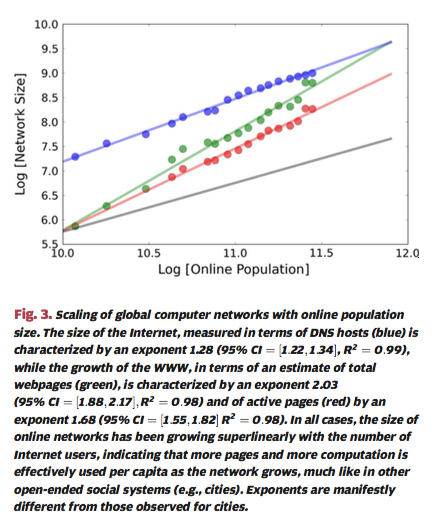 10.0
9.5
9.0
8.5
8.0
7.5
7.0
6.5
6.0
5.5
Log [Network Size]
10.0 10.5 11.0 11.5 12.0
Log [Online Population]
Fig. 3. Scaling of global computer networks with online population
size. The size of the Internet, measured in terms of DNS hosts (blue) is
characterized by an exponent 1.28 (95% CI = [1.22,1.34], R² = 0.99),
while the growth of the WWW, in terms of an estimate of total
webpages (green), is characterized by an exponent 2.03
(95% CI = [1.88,2.17], R² = 0.98) and of active pages (red) by an
exponent 1.68 (95% CI = [1.55,1.82] R² = 0.98). In all cases, the size of
online networks has been growing superlinearly with the number of
Internet users, indicating that more pages and more computation is
effectively used per capita as the network grows, much like in other
open-ended social systems (e.g., cities). Exponents are manifestly
different from those observed for cities.